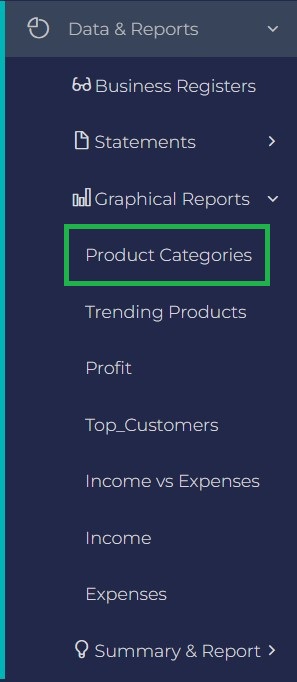 Data & Reports
Business Registers
Statements
Graphical Reports
Product Categories
Trending Products
Profit
Top_Customers
Income vs Expenses
Income
Expenses
Summary & Report